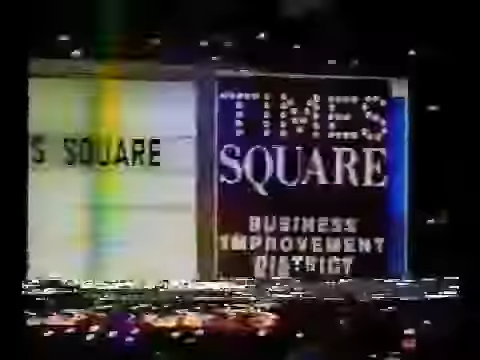 S SQUARE
TIMES
SQUARE
BUSINESS
IMPROVEMENT
DISTRICT